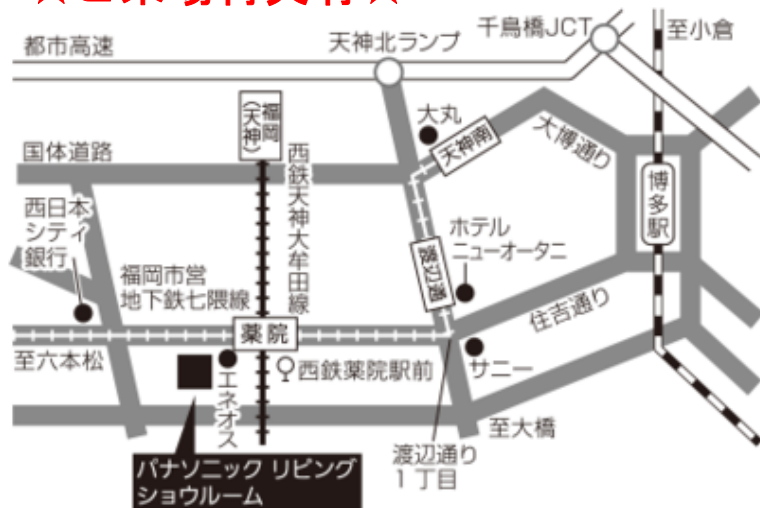 都市高速
天神北ランプ
千鳥橋JCT
至小倉
福岡
(天神)
大丸
天神南
大博通り
国体道路
西鉄天神大牟田線
博多駅
西日本
シティ
銀行
ホテル
ニューオータニ
渡辺通
福岡市営
地下鉄七隈線
住吉通り
薬院
至六本松
エネオス
西鉄薬院駅前
サニー
至大橋
渡辺通り
1丁目
パナソニック リビング
ショウルーム